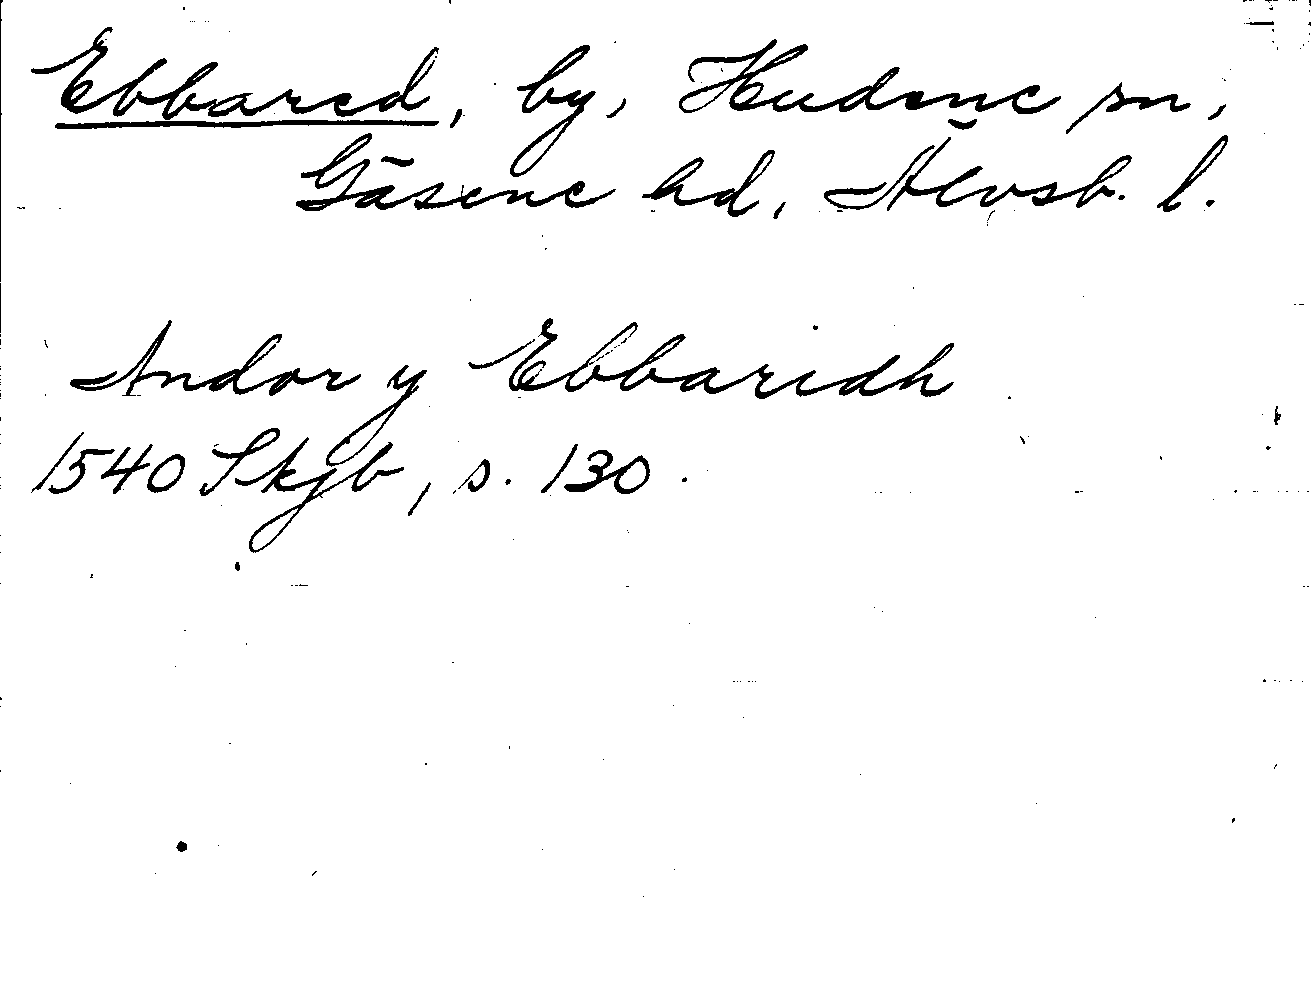 Ebbared, by, Hudene sn,
Gäsene hd, Älvsb. l.
Andor y Ebbaridh
1540 Skjb, s. 130.